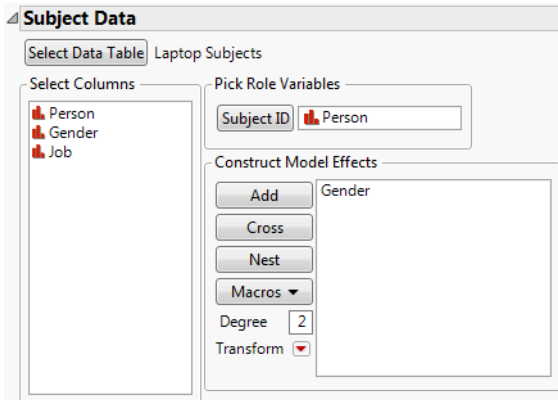 Subject Data
Select Data Table Laptop Subjects
Select Columns
Person
Gender
Job
Pick Role Variables
Subject ID Person
Construct Model Effects
Add
Cross
Nest
Macros
Degree 2
Transform
Gender